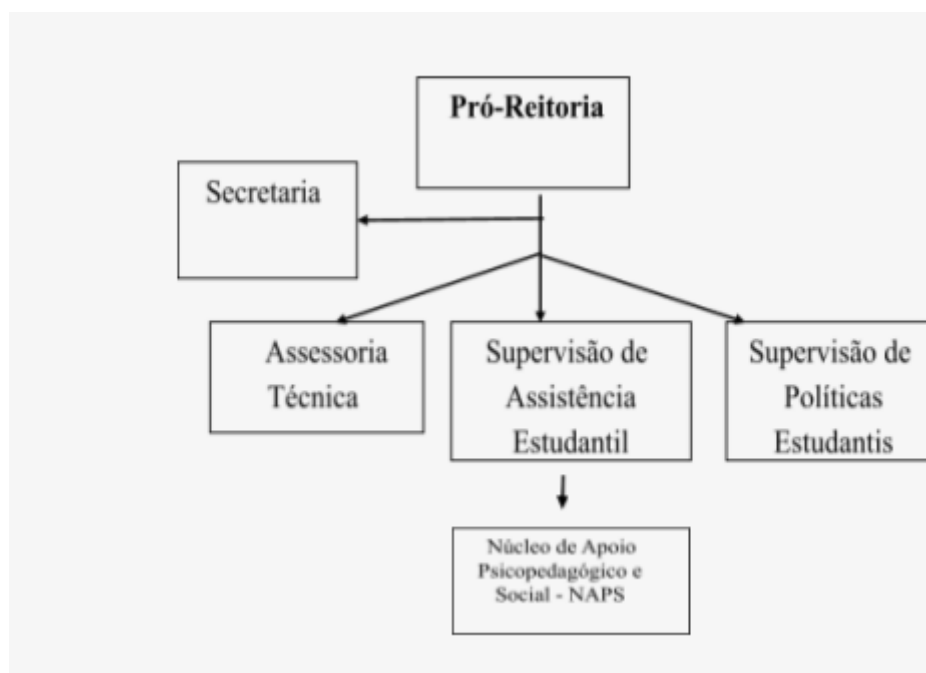 Pró-Reitoria
Secretaria
Assessoria
Técnica
Supervisão de
Assistência
Estudantil
Supervisão de
Políticas
Estudantis
Núcleo de Apoio
Psicopedagógico e
Social - NAPS